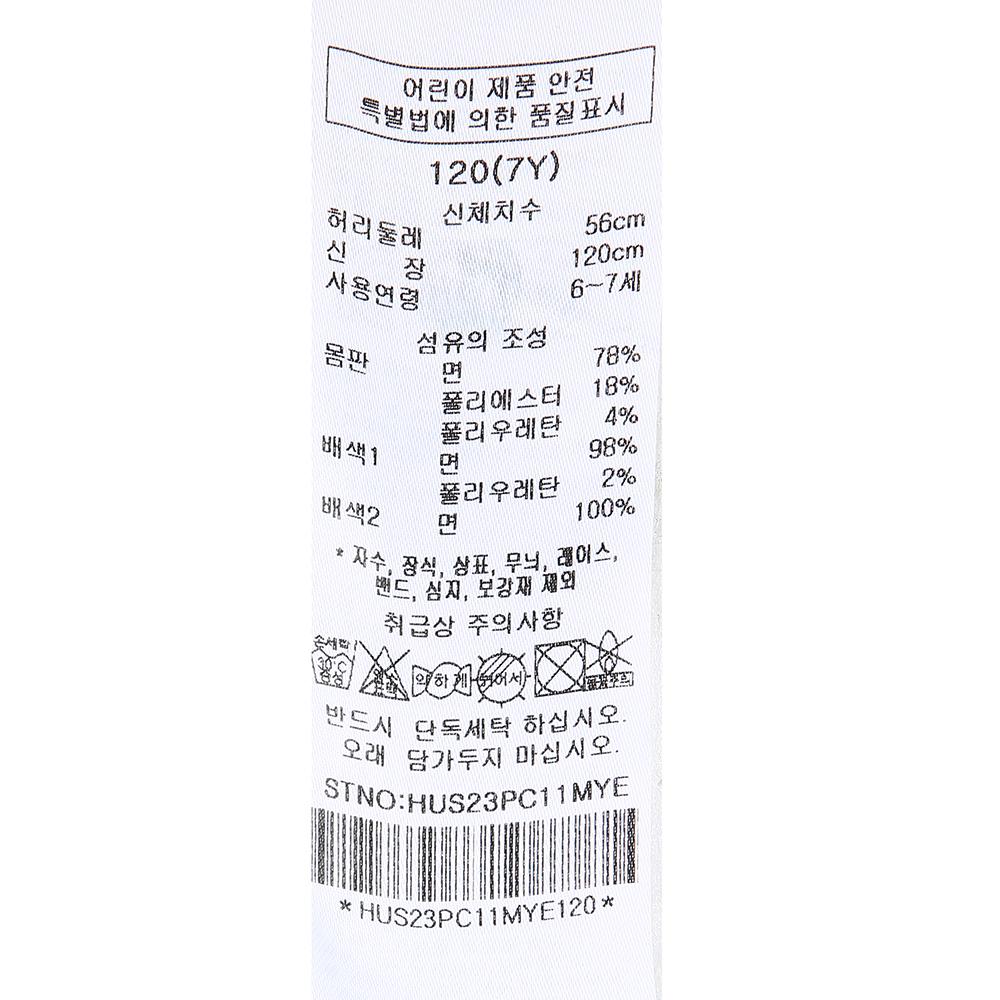 어린이 제품 안전
특별법에 의한 품질표시
120(7Y)
신체치수
허리둘레 56cm
신 장 120cm
사용연령 6~7세
섬유의 조성
몸판 면 78%
폴리에스터 18%
폴리우레탄 4%
배색1 면 98%
폴리우레탄 2%
배색2 면 100%
* 자수, 장식, 상표, 무늬, 레이스,
밴드, 심지, 보강재 제외
취급상 주의사항
손세탁
30℃
중성
약하게
뉘어서
반드시 단독세탁 하십시오.
오래 담가두지 마십시오.
STNO:HUS23PC11MYE
*HUS23PC11MYE120*